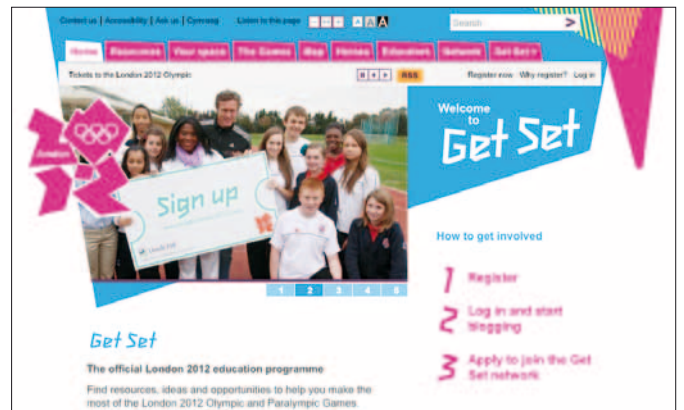 Contact us | Accessibility | Ask us | Cymraeg Listen to this page A A A Search >
Home Resources Your space The Games Blog Heroes Education Network Get Set +
Tickets to the London 2012 Olympic RSS Register now Why register? Log in
Welcome
to
Get Set
london
Sign up
How to get involved
1 2 3 4 5
1 Register
2 Log in and start
blogging
3 Apply to join the Get
Set network
Get Set
The official London 2012 education programme
Find resources, ideas and opportunities to help you make the
most of the London 2012 Olympic and Paralympic Games.